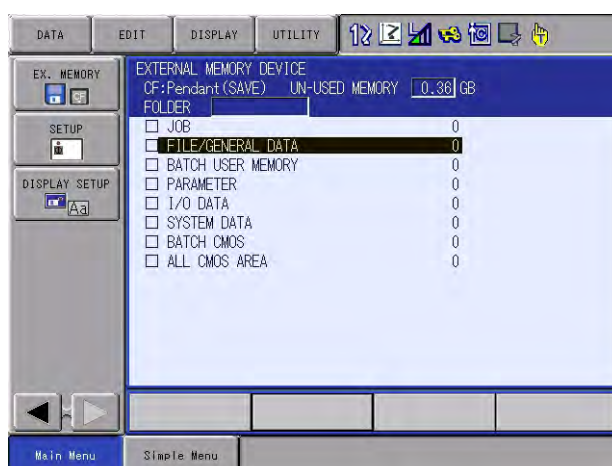 DATA EDIT DISPLAY UTILITY
EX. MEMORY
CF
SETUP
DISPLAY SETUP
Aa
EXTERNAL MEMORY DEVICE
CF:Pendant(SAVE) UN-USED MEMORY 0.36 GB
FOLDER
JOB 0
FILE/GENERAL DATA 0
BATCH USER MEMORY 0
PARAMETER 0
I/O DATA 0
SYSTEM DATA 0
BATCH CMOS 0
ALL CMOS AREA 0
Main Menu Simple Menu